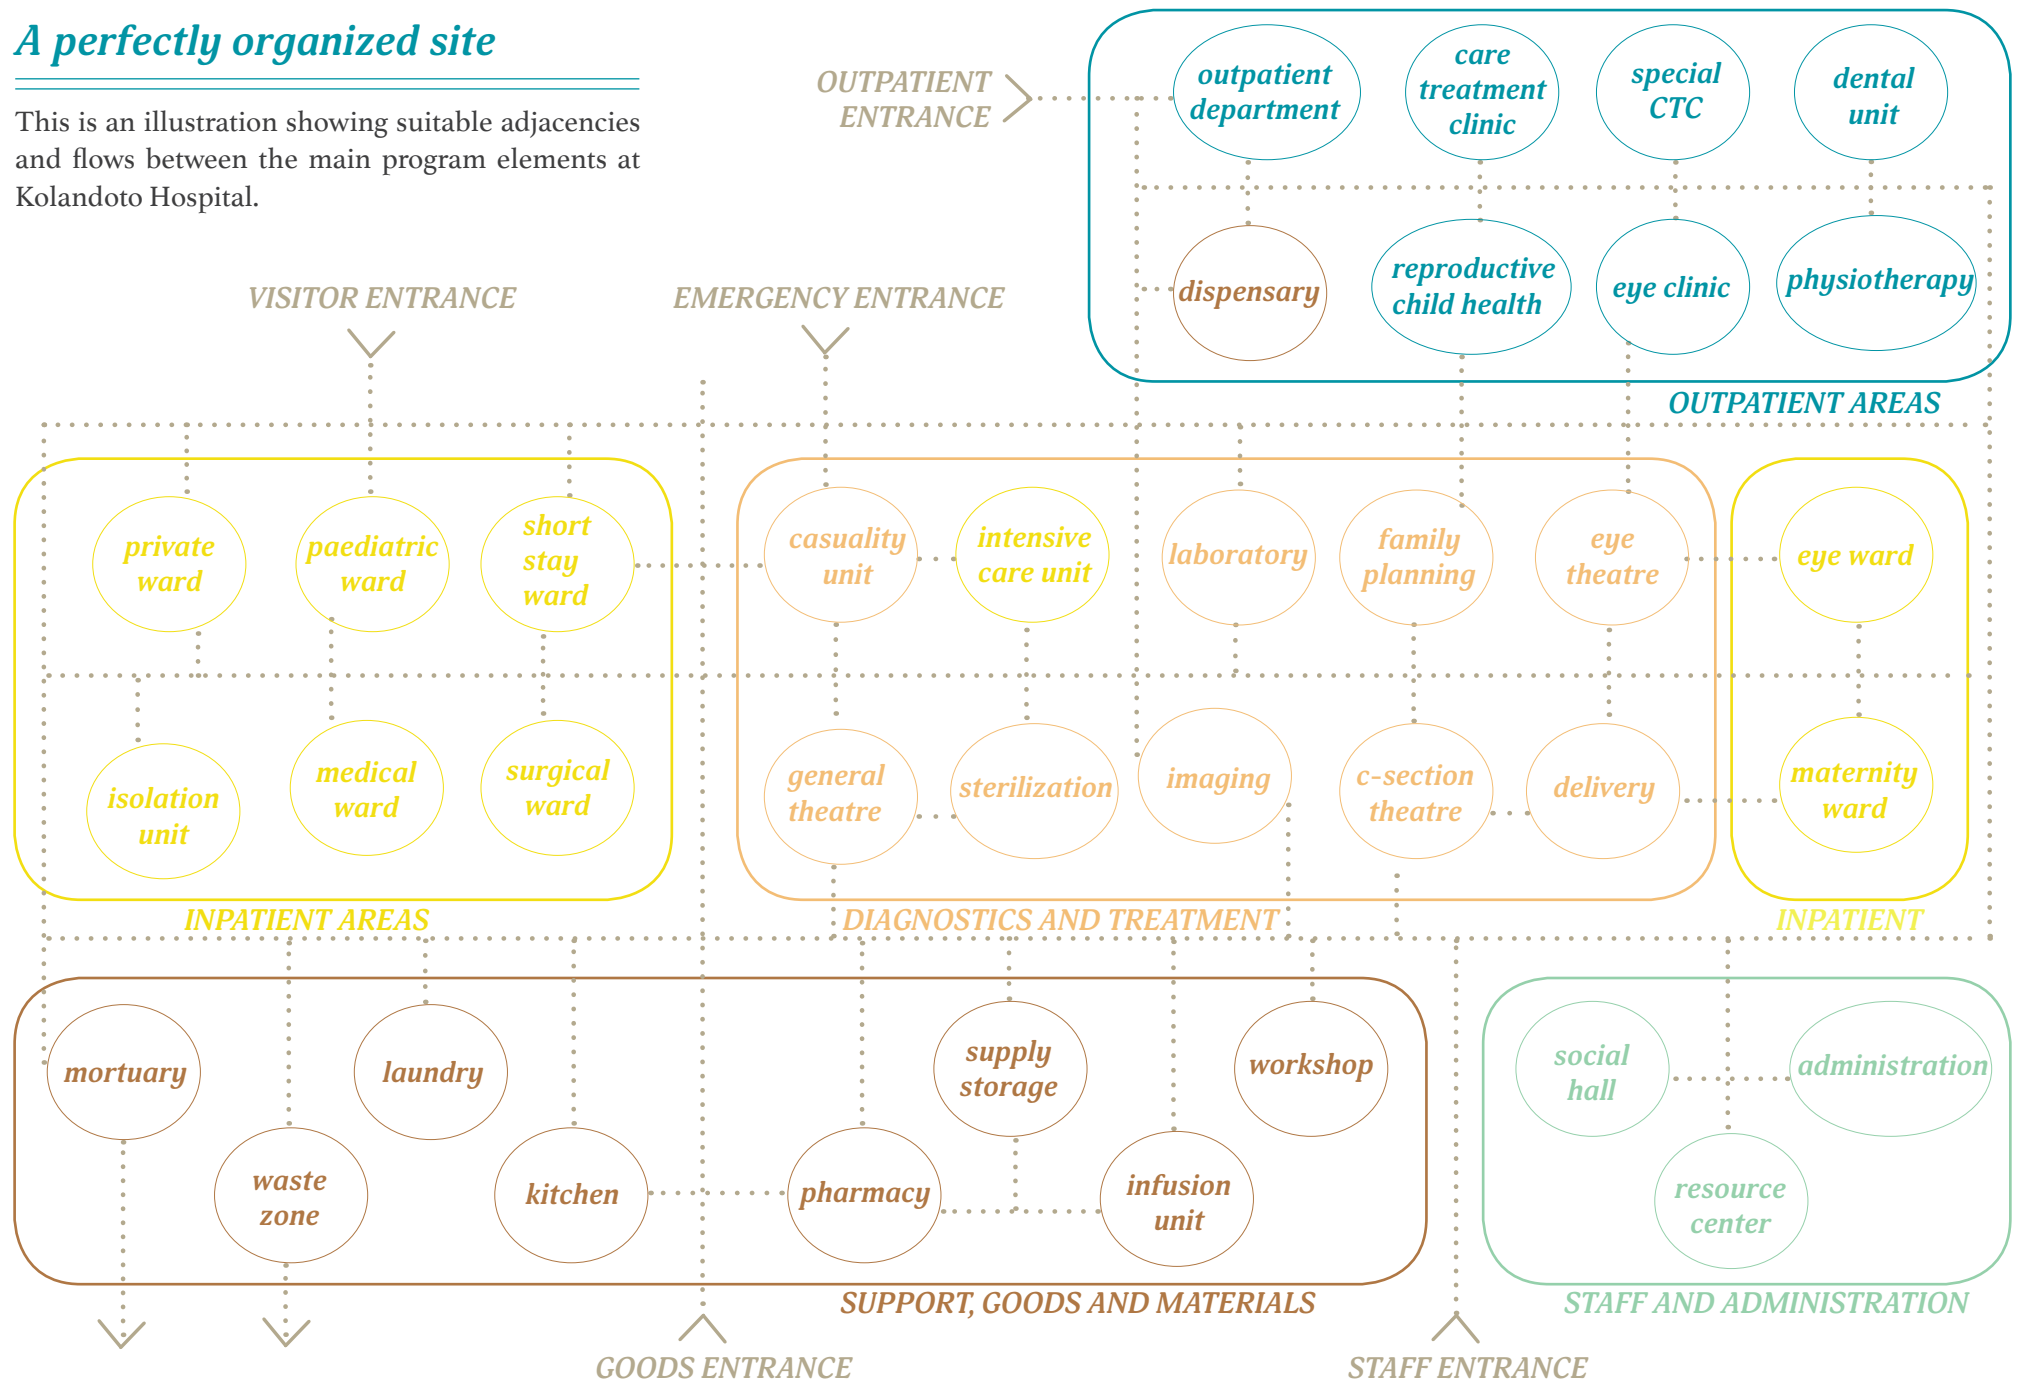 A perfectly organized site
This is an illustration showing suitable adjacencies
and flows between the main program elements at
Kolandoto Hospital.
OUTPATIENT
ENTRANCE
outpatient
department
care
treatment
clinic
special
CTC
dental
unit
dispensary
reproductive
child health
eye clinic
physiotherapy
OUTPATIENT AREAS
VISITOR ENTRANCE
EMERGENCY ENTRANCE
private
ward
paediatric
ward
short
stay
ward
isolation
unit
medical
ward
surgical
ward
INPATIENT AREAS
casuality
unit
intensive
care unit
laboratory
family
planning
eye
theatre
general
theatre
sterilization
imaging
c-section
theatre
delivery
DIAGNOSTICS AND TREATMENT
eye ward
maternity
ward
INPATIENT
mortuary
waste
zone
laundry
kitchen
pharmacy
supply
storage
infusion
unit
workshop
SUPPORT, GOODS AND MATERIALS
social
hall
administration
resource
center
STAFF AND ADMINISTRATION
GOODS ENTRANCE
STAFF ENTRANCE